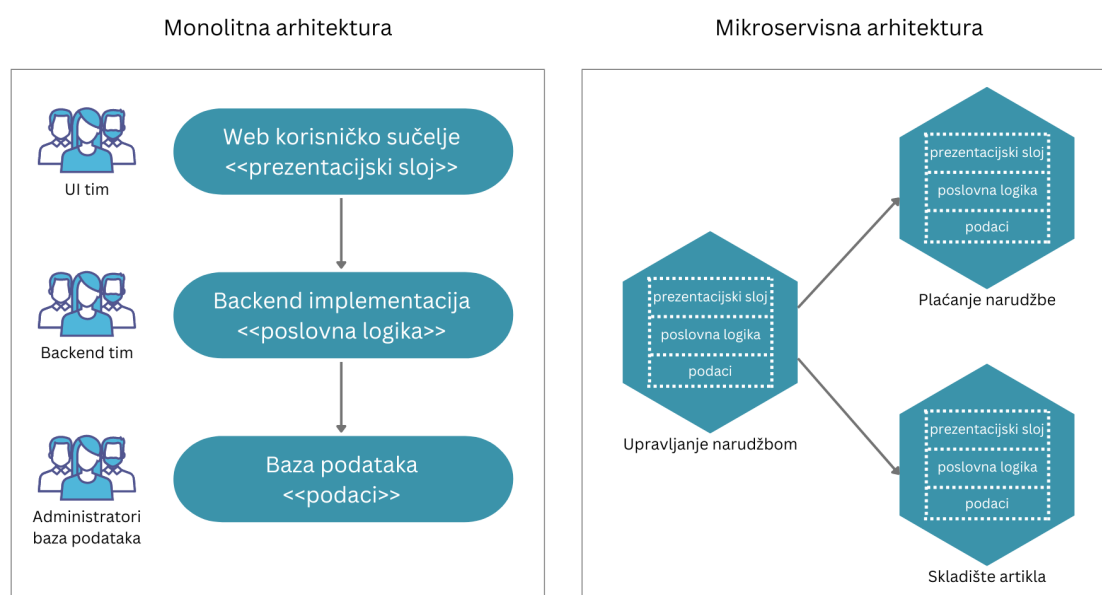 Monolitna arhitektura
Web korisničko sučelje
<<prezentacijski sloj>>
UI tim
Backend implementacija
<<poslovna logika>>
Backend tim
Baza podataka
<<podaci>>
Administratori
baza podataka
Mikroservisna arhitektura
prezentacijski sloj
poslovna logika
podaci
Upravljanje narudžbom
prezentacijski sloj
poslovna logika
podaci
Plaćanje narudžbe
prezentacijski sloj
poslovna logika
podaci
Skladište artikla